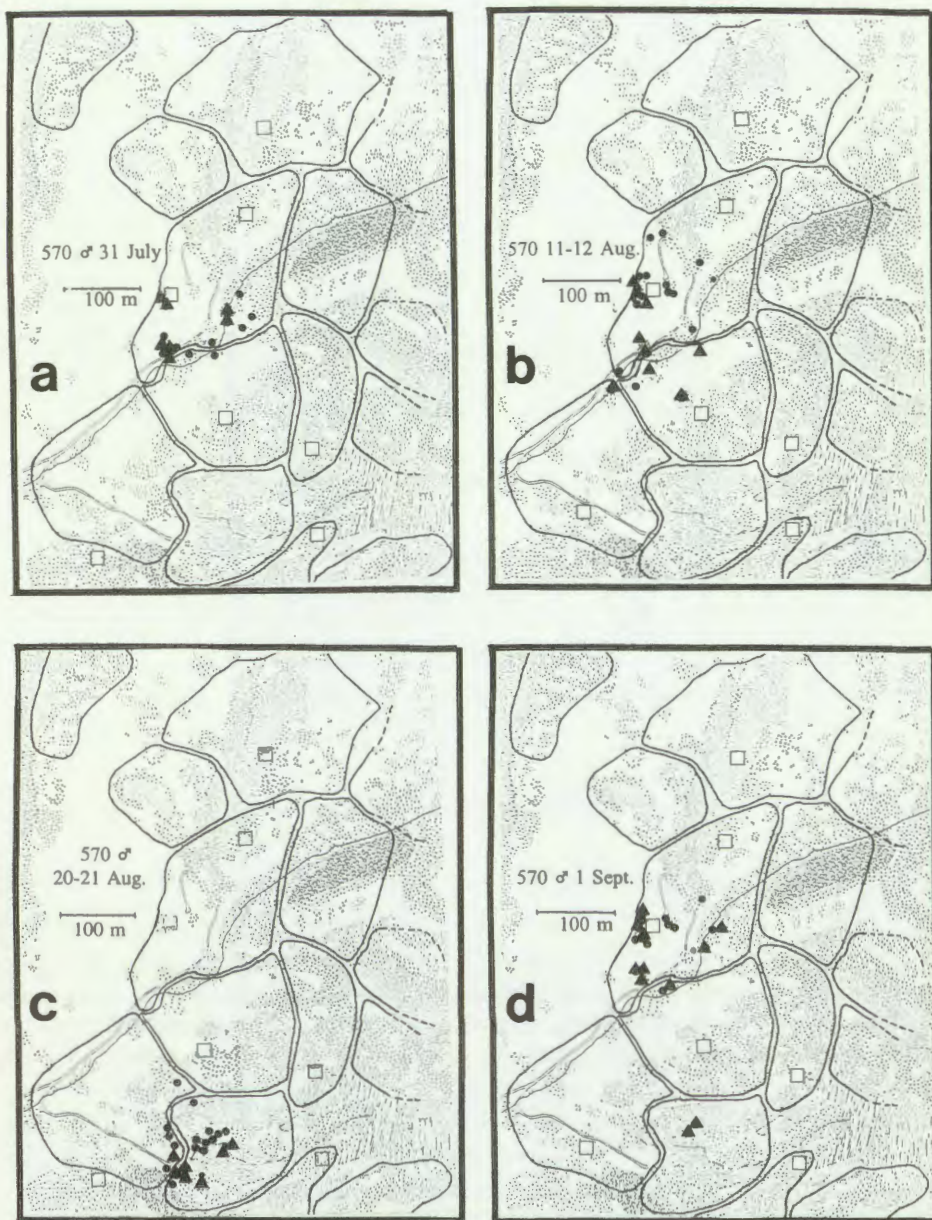 570 ♂ 31 July
100 m
a
570 11-12 Aug.
100 m
b
570 ♂
20-21 Aug.
100 m
c
570 ♂ 1 Sept.
100 m
d